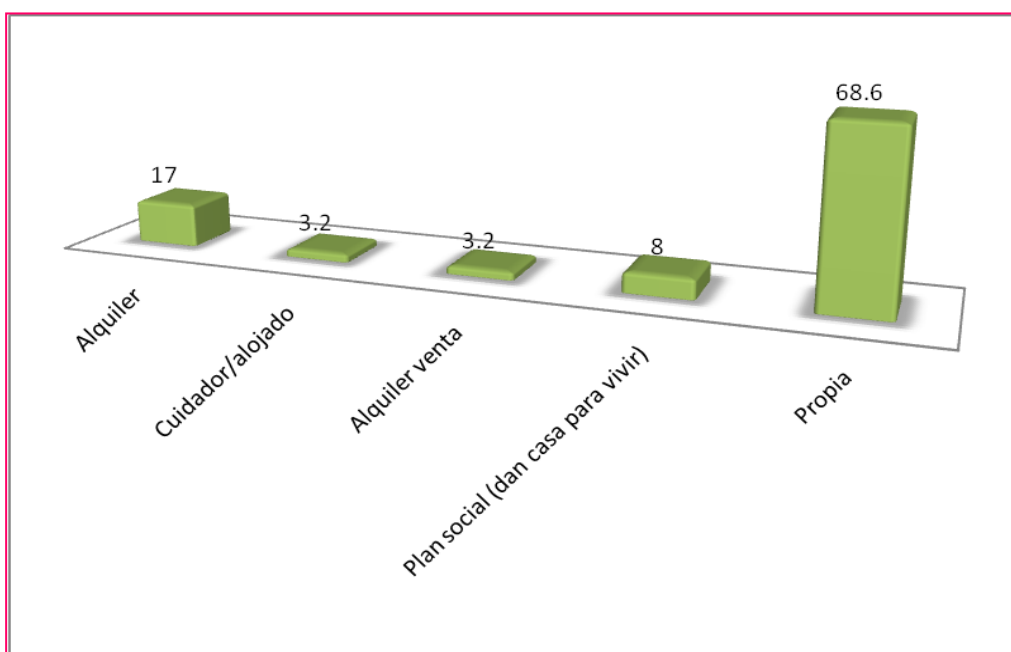 68.6
17
3.2
3.2
8
Alquiler
Cuidador/alojado
Alquiler venta
Plan social (dan casa para vivir)
Propia